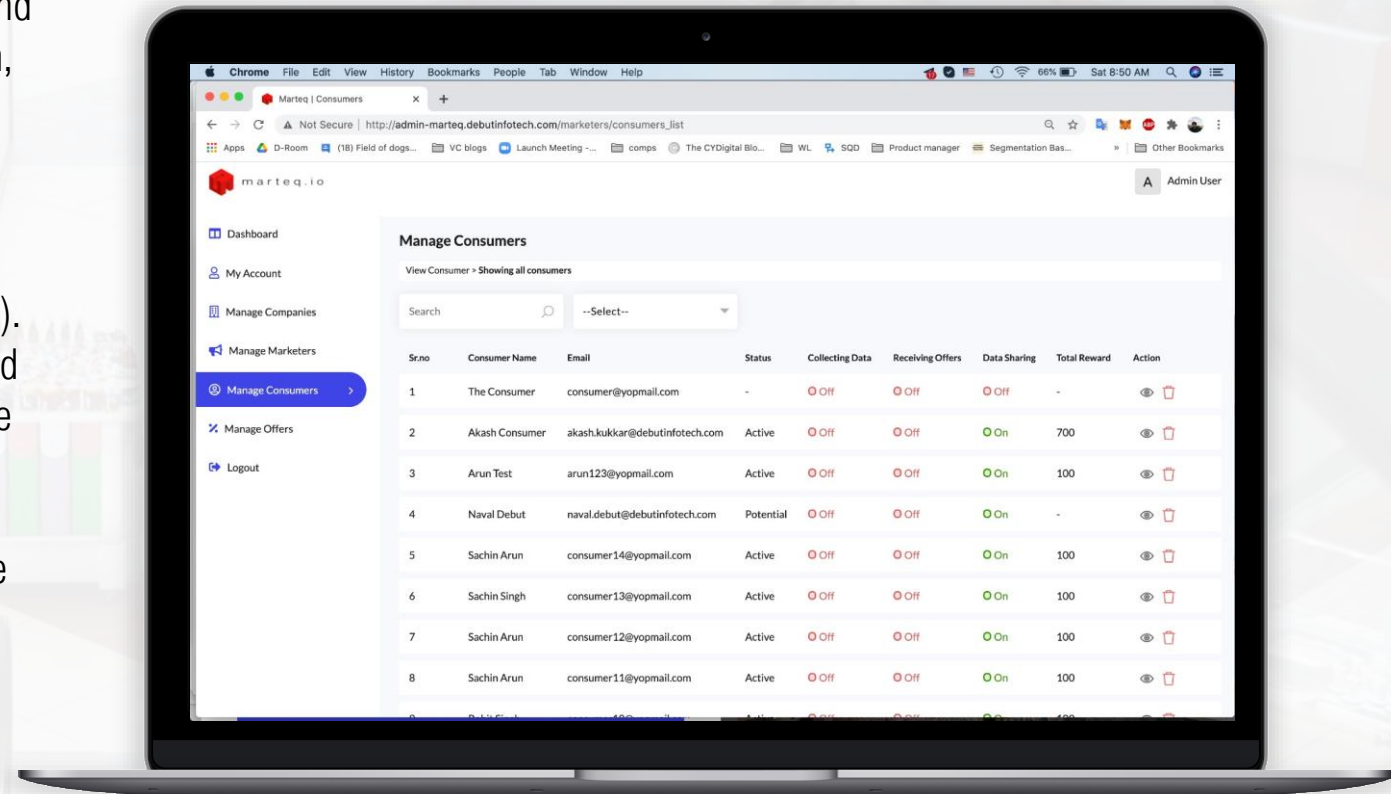 nd
,
).
d
e
e
Chrome File Edit View History Bookmarks People Tab Window Help 66% Sat 8:50 AM
Marteq | Consumers
Not Secure | http://admin-marteq.debutinfotech.com/marketers/consumers_list
Apps D-Room (18) Field of dogs... VC blogs Launch Meeting -... comps The CYDigital Blo... WL SQD Product manager Segmentation Bas... » Other Bookmarks
marteq.io A Admin User
Dashboard
My Account
Manage Companies
Manage Marketers
Manage Consumers
Manage Offers
Logout
Manage Consumers
View Consumer > Showing all consumers
Search --Select--
Sr.no Consumer Name Email Status Collecting Data Receiving Offers Data Sharing Total Reward Action
1 The Consumer consumer@yopmail.com - Off Off Off -
2 Akash Consumer akash.kukkar@debutinfotech.com Active Off Off On 700
3 Arun Test arun123@yopmail.com Active Off Off On 100
4 Naval Debut naval.debut@debutinfotech.com Potential Off Off On -
5 Sachin Arun consumer14@yopmail.com Active Off Off On 100
6 Sachin Singh consumer13@yopmail.com Active Off Off On 100
7 Sachin Arun consumer12@yopmail.com Active Off Off On 100
8 Sachin Arun consumer11@yopmail.com Active Off Off On 100